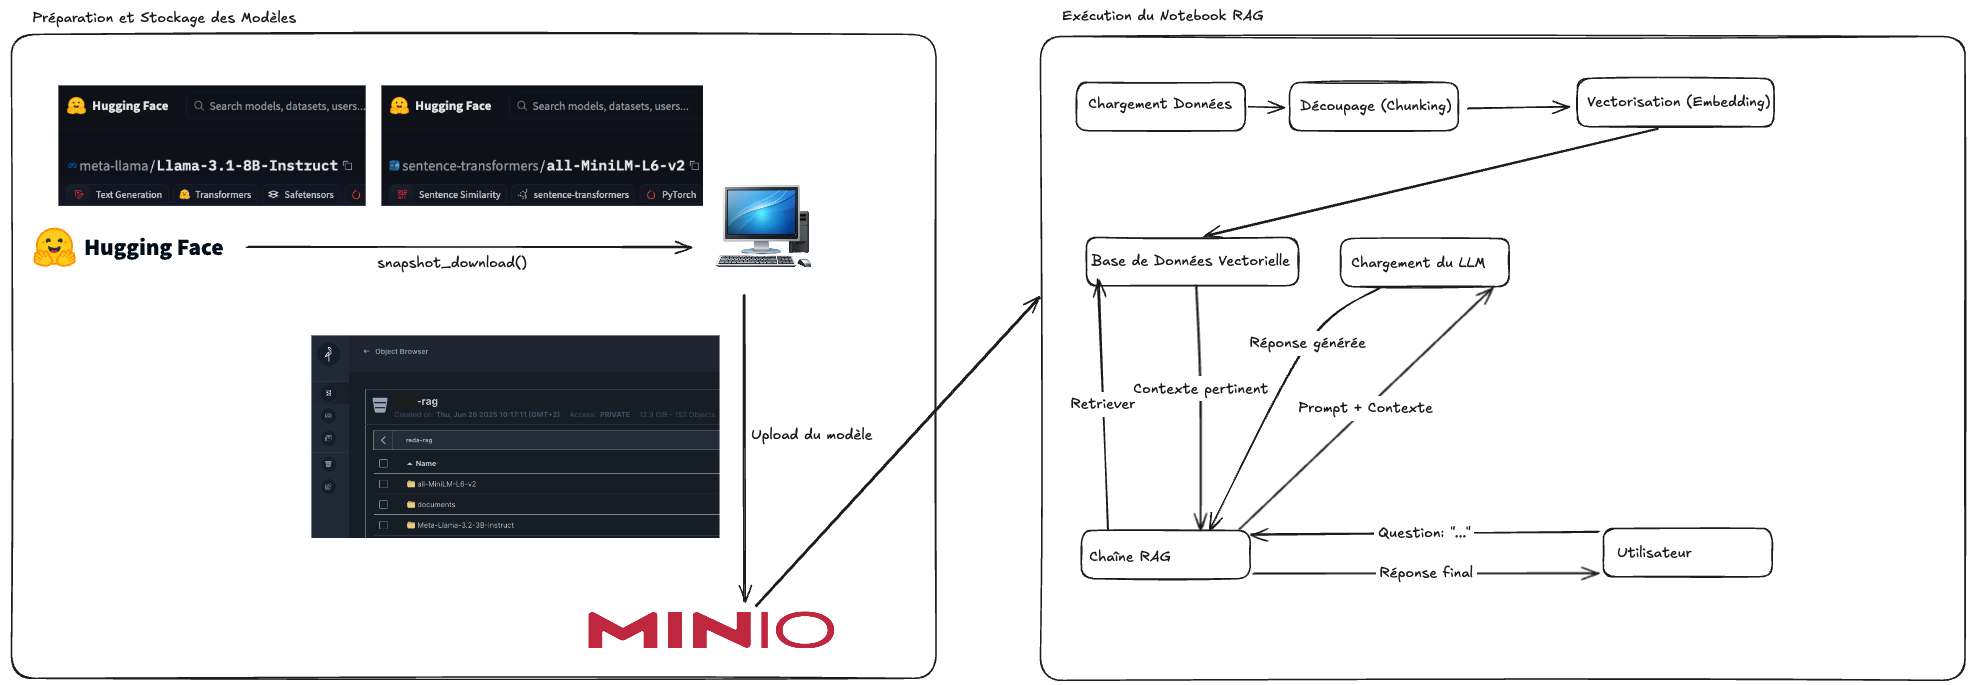 Préparation et Stockage des Modèles
Hugging Face
Search models, datasets, users...
meta-llama/Llama-3.1-8B-Instruct
Text Generation
Transformers
Safetensors
Hugging Face
Search models, datasets, users...
sentence-transformers/all-MiniLM-L6-v2
Sentence Similarity
sentence-transformers
PyTorch
Hugging Face
snapshot_download()
Object Browser
-rag
Created on: Thu, Jun 26 2025 10:17:11 (GMT+2) Access: PRIVATE 12.9 GiB - 152 Objects
reda-rag
Name
all-MiniLM-L6-v2
documents
Meta-Llama-3.2-3B-Instruct
Upload du modèle
MINIO
Exécution du Notebook RAG
Chargement Données
Découpage (Chunking)
Vectorisation (Embedding)
Base de Données Vectorielle
Chargement du LLM
Réponse générée
Contexte pertinent
Retriever
Prompt + Contexte
Chaîne RAG
Question: "..."
Réponse final
Utilisateur